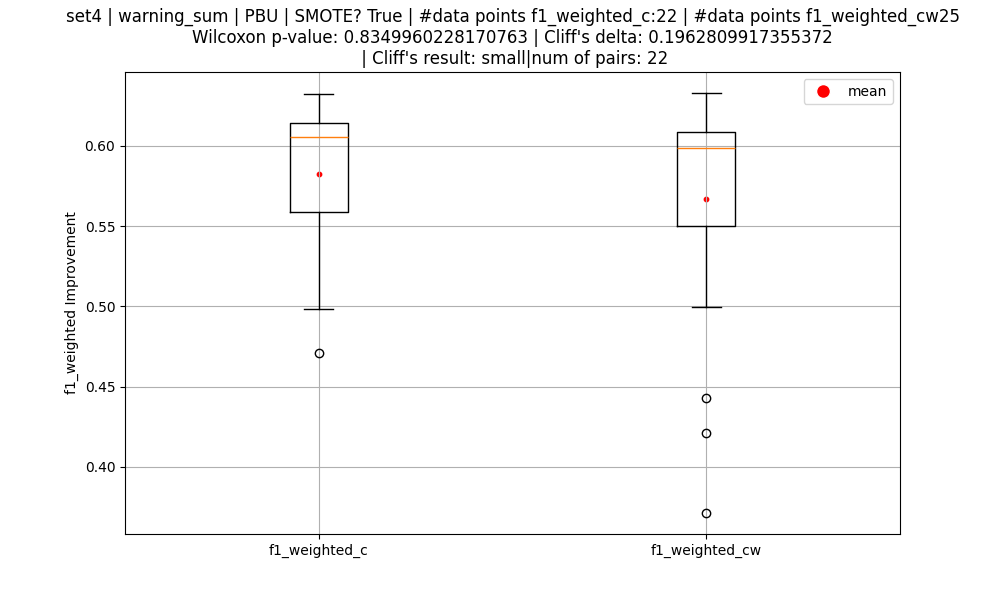 set4 | warning_sum | PBU | SMOTE? True | #data points f1_weighted_c:22 | #data points f1_weighted_cw25
Wilcoxon p-value: 0.8349960228170763 | Cliff's delta: 0.1962809917355372
| Cliff's result: small|num of pairs: 22
mean
0.60
0.55
0.50
0.45
0.40
f1_weighted Improvement
f1_weighted_c
f1_weighted_cw